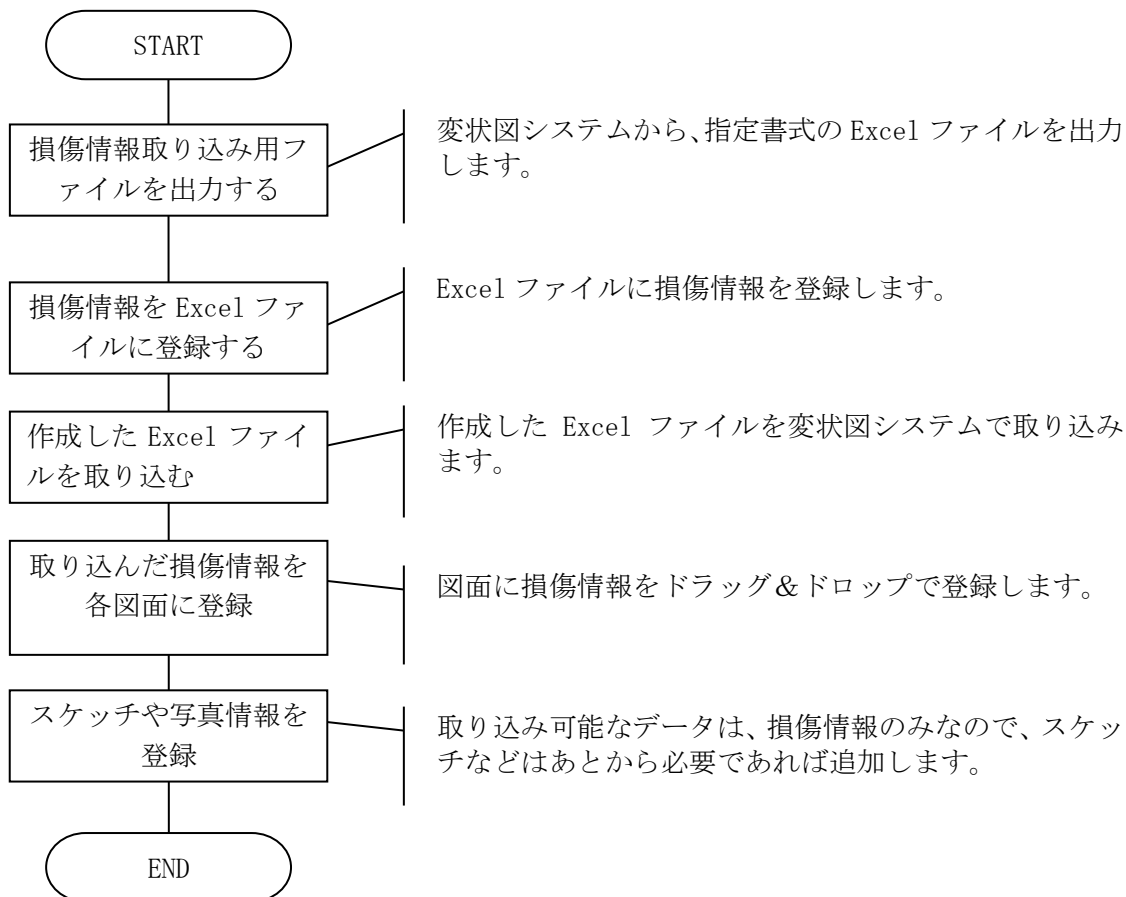 START
損傷情報取り込み用フ
ァイルを出力する
変状図システムから、指定書式の Excel ファイルを出力
します。
損傷情報を Excel ファ
イルに登録する
Excel ファイルに損傷情報を登録します。
作成した Excel ファイ
ルを取り込む
作成した Excel ファイルを変状図システムで取り込み
ます。
取り込んだ損傷情報を
各図面に登録
図面に損傷情報をドラッグ＆ドロップで登録します。
スケッチや写真情報を
登録
取り込み可能なデータは、損傷情報のみなので、スケッ
チなどはあとから必要であれば追加します。
END